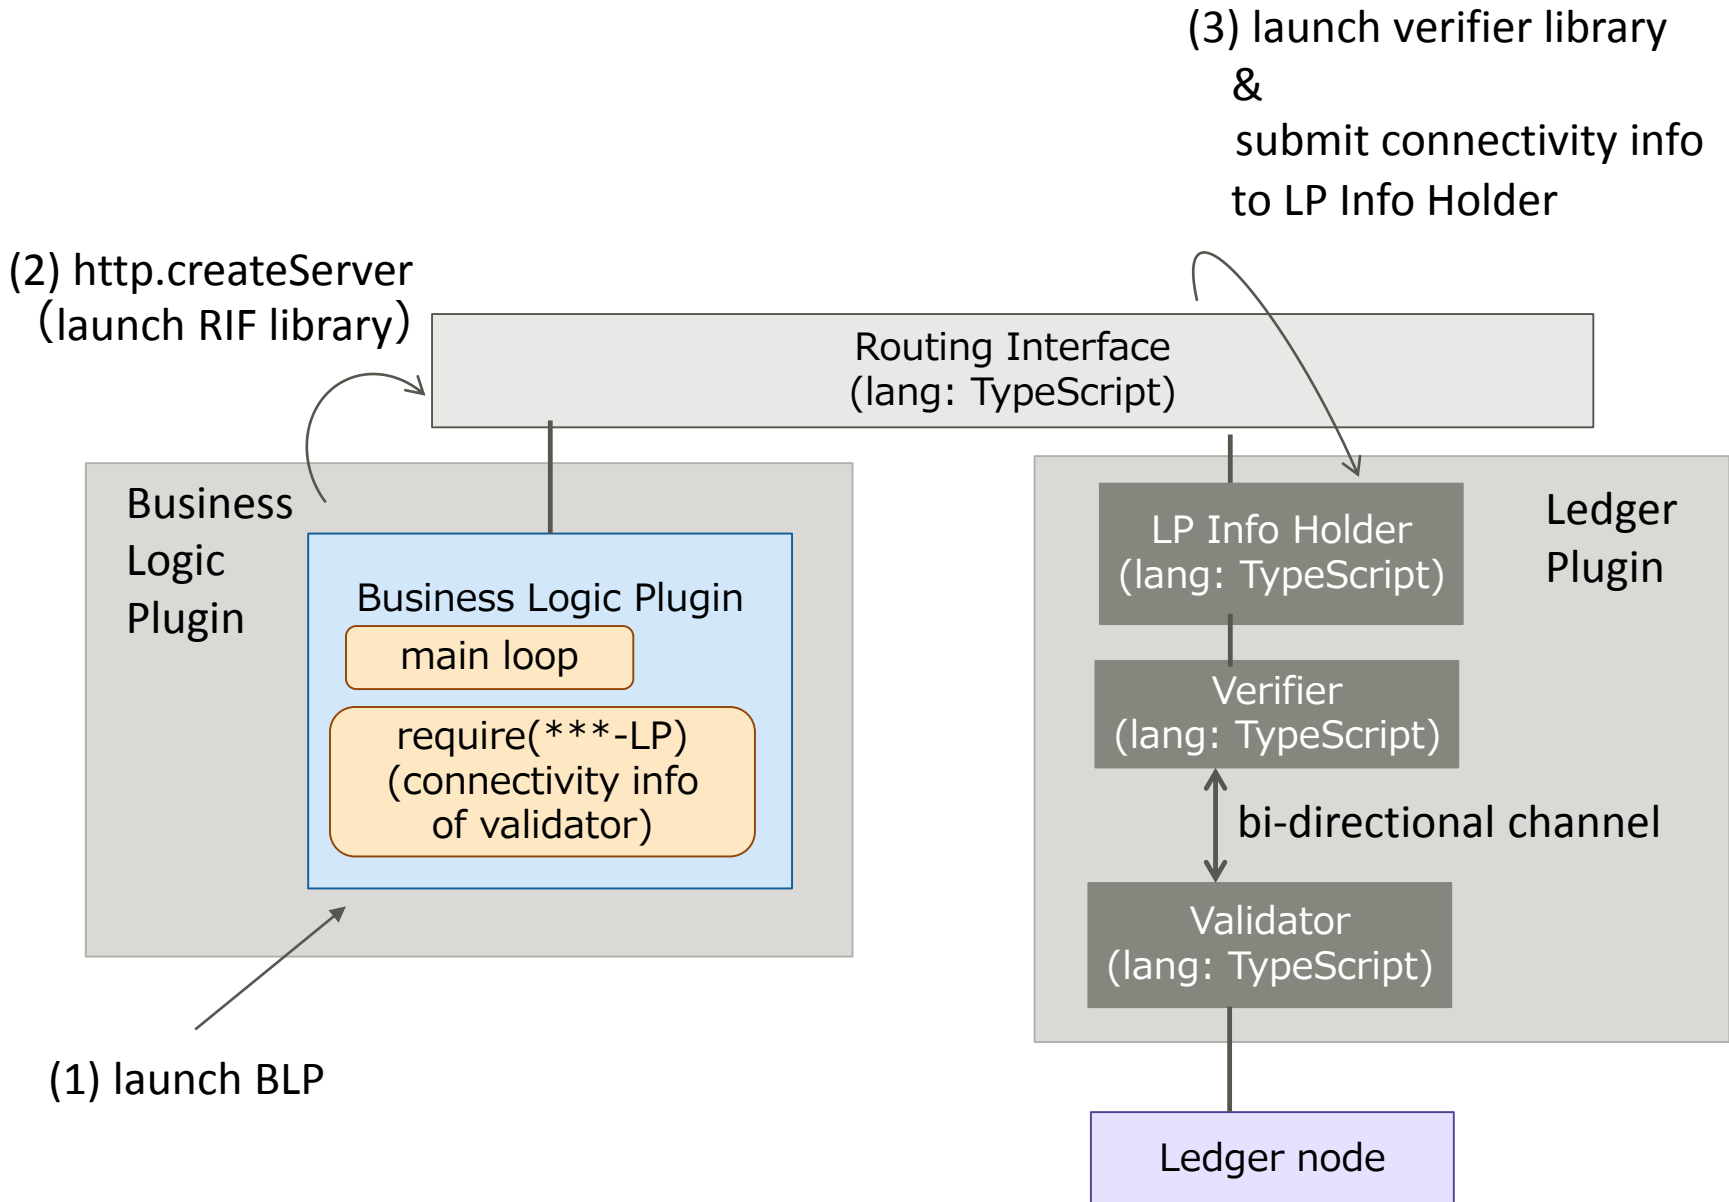 (3) launch verifier library
&
submit connectivity info
to LP Info Holder
(2) http.createServer
（launch RIF library）
Routing Interface
(lang: TypeScript)
Business
Logic
Plugin
Business Logic Plugin
main loop
require(***-LP)
(connectivity info
of validator)
(1) launch BLP
Ledger
Plugin
LP Info Holder
(lang: TypeScript)
Verifier
(lang: TypeScript)
bi-directional channel
Validator
(lang: TypeScript)
Ledger node